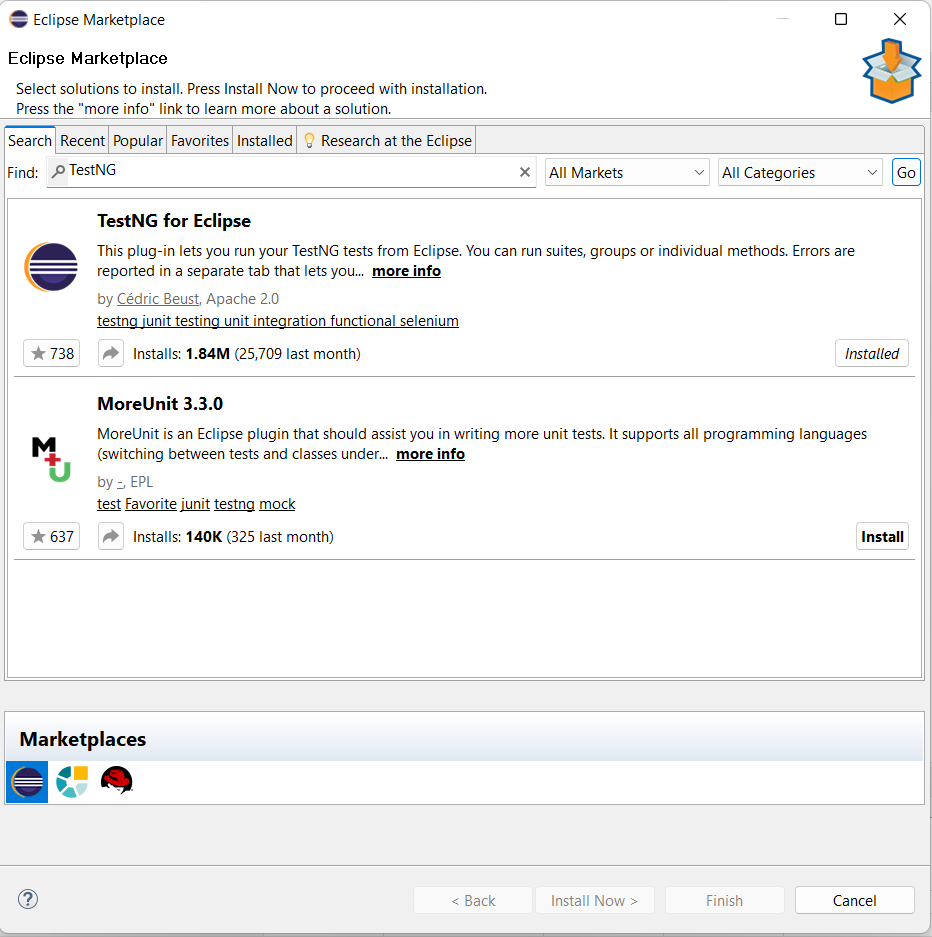 Eclipse Marketplace
Eclipse Marketplace
Select solutions to install. Press Install Now to proceed with installation.
Press the "more info" link to learn more about a solution.
Search Recent Popular Favorites Installed Research at the Eclipse
Find: TestNG All Markets All Categories Go
TestNG for Eclipse
This plug-in lets you run your TestNG tests from Eclipse. You can run suites, groups or individual methods. Errors are
reported in a separate tab that lets you... more info
by Cédric Beust, Apache 2.0
testng junit testing unit integration functional selenium
738 Installs: 1.84M (25,709 last month) Installed
MoreUnit 3.3.0
MoreUnit is an Eclipse plugin that should assist you in writing more unit tests. It supports all programming languages
(switching between tests and classes under... more info
M+U
by -, EPL
test Favorite junit testng mock
637 Installs: 140K (325 last month) Install
Marketplaces
? < Back Install Now > Finish Cancel